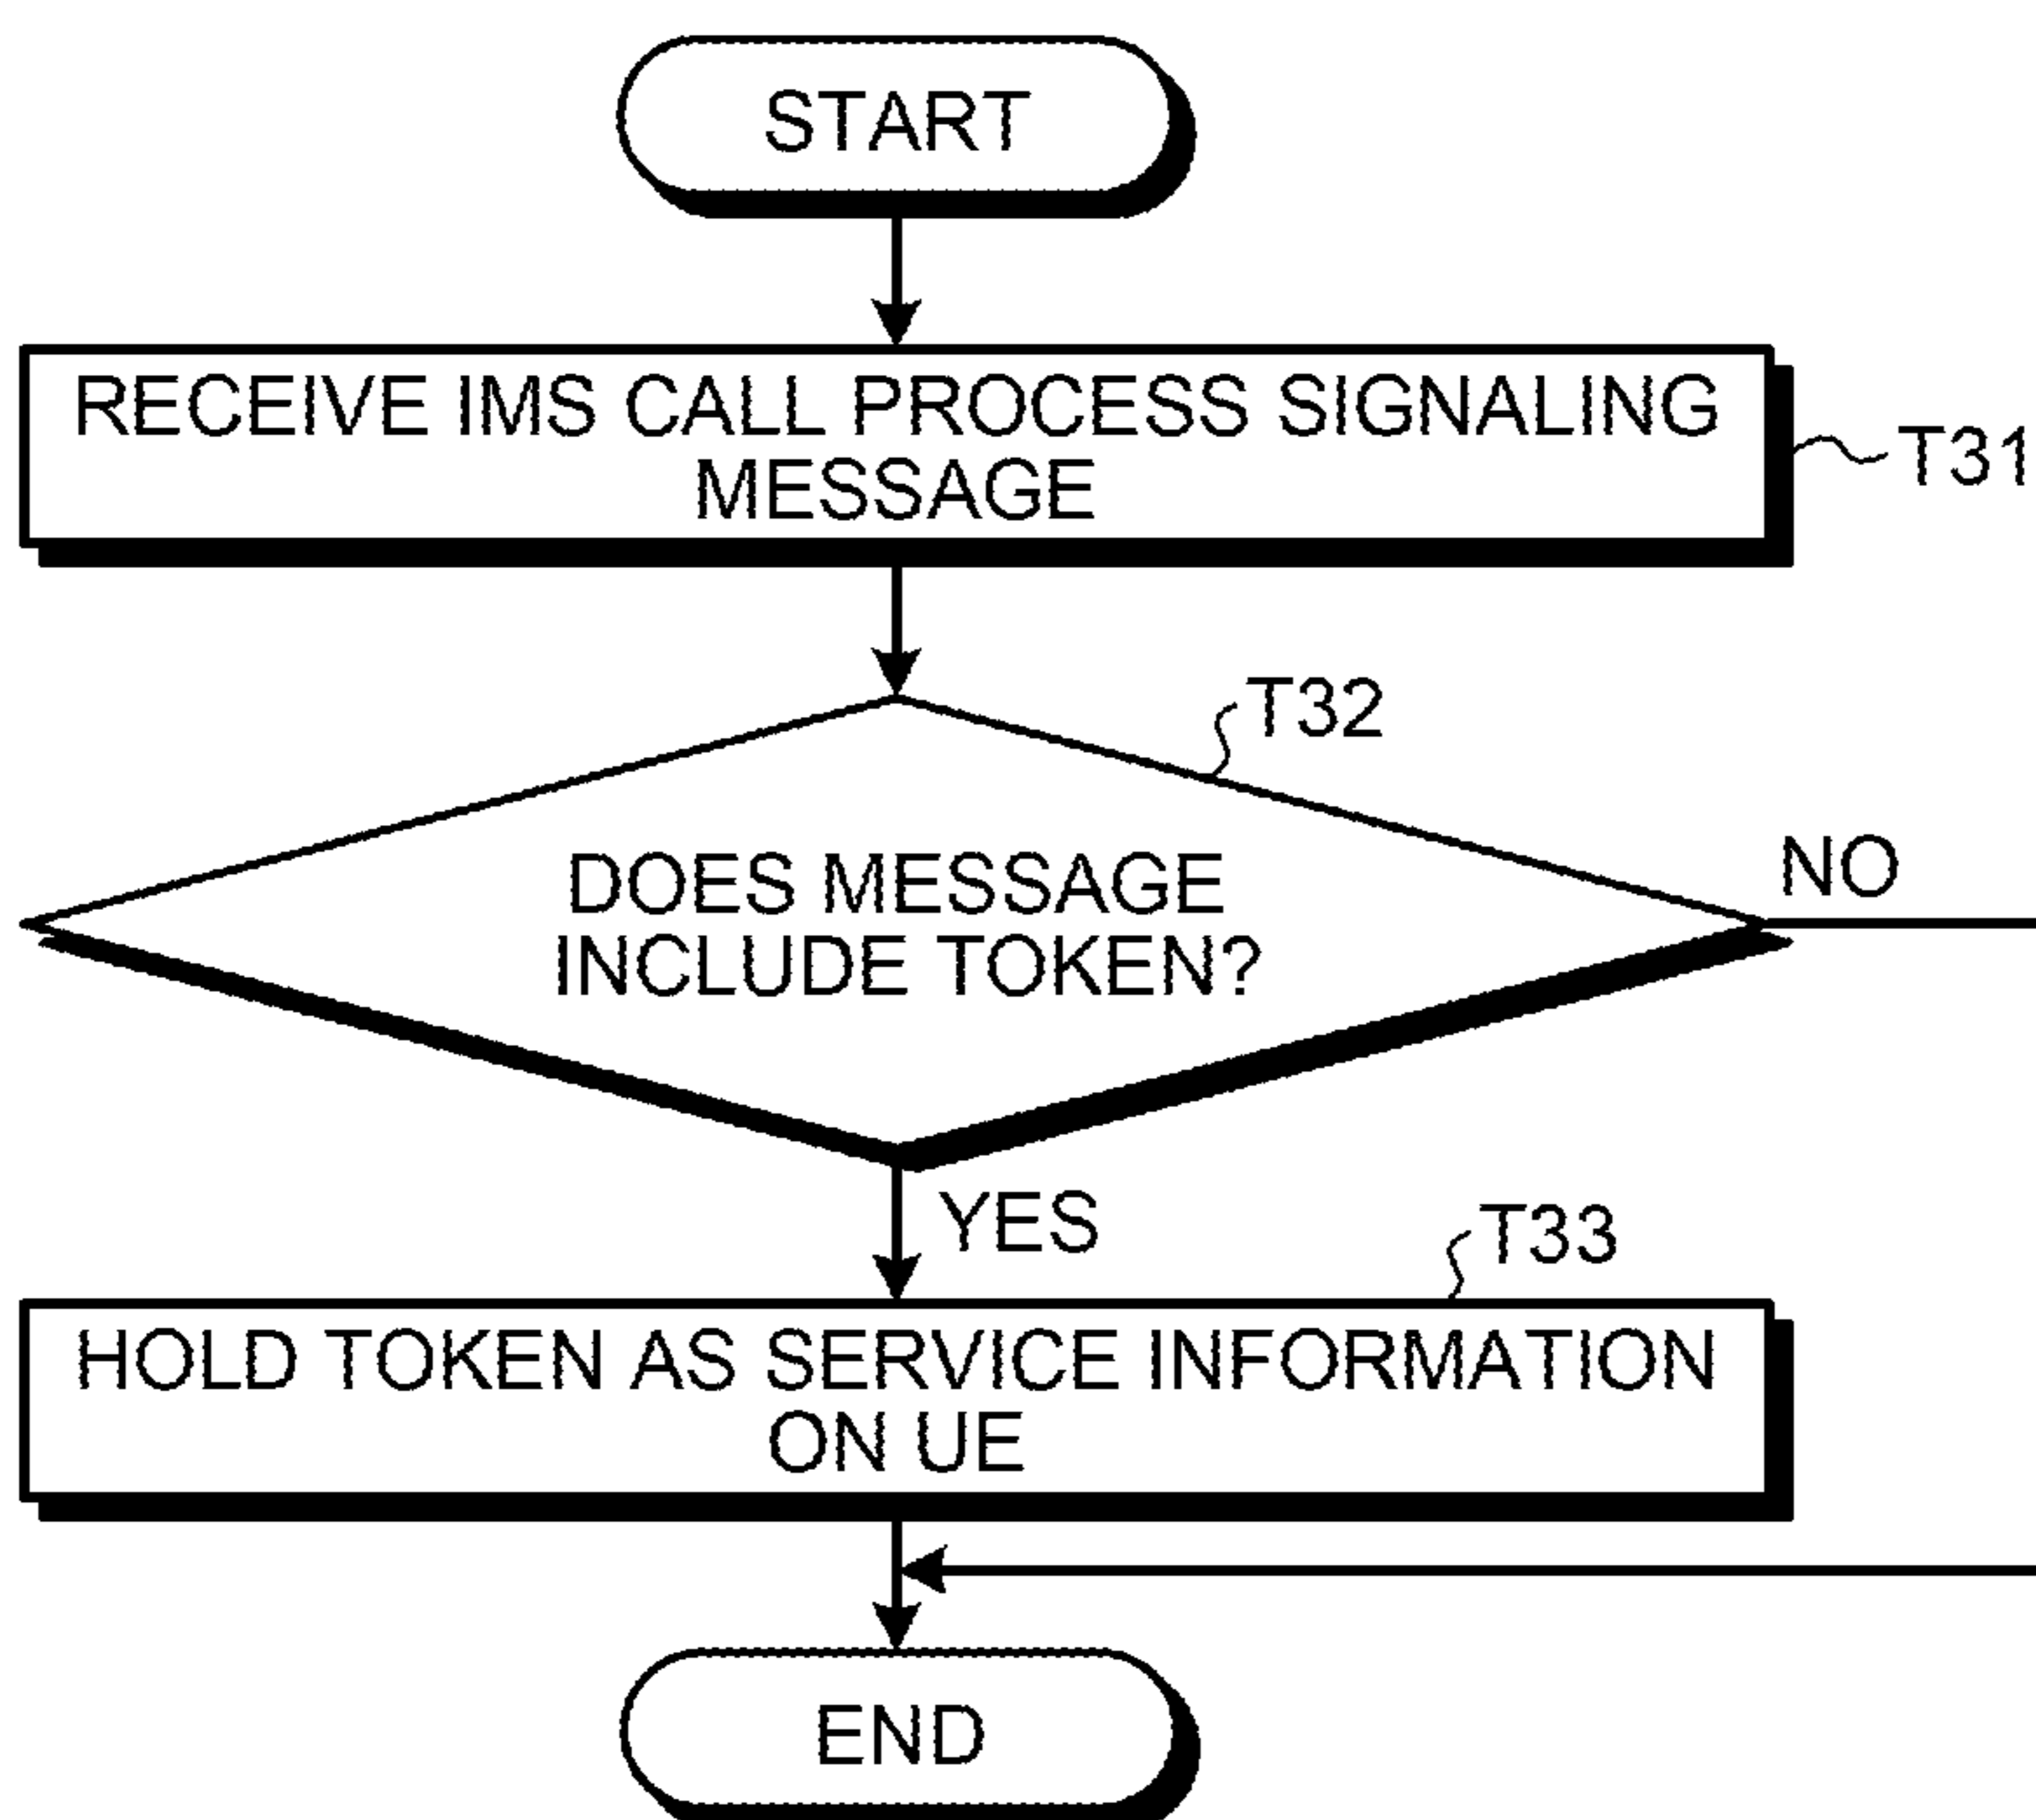 START
RECEIVE IMS CALL PROCESS SIGNALING
MESSAGE
T31
T32
DOES MESSAGE
INCLUDE TOKEN?
NO
YES
T33
HOLD TOKEN AS SERVICE INFORMATION
ON UE
END